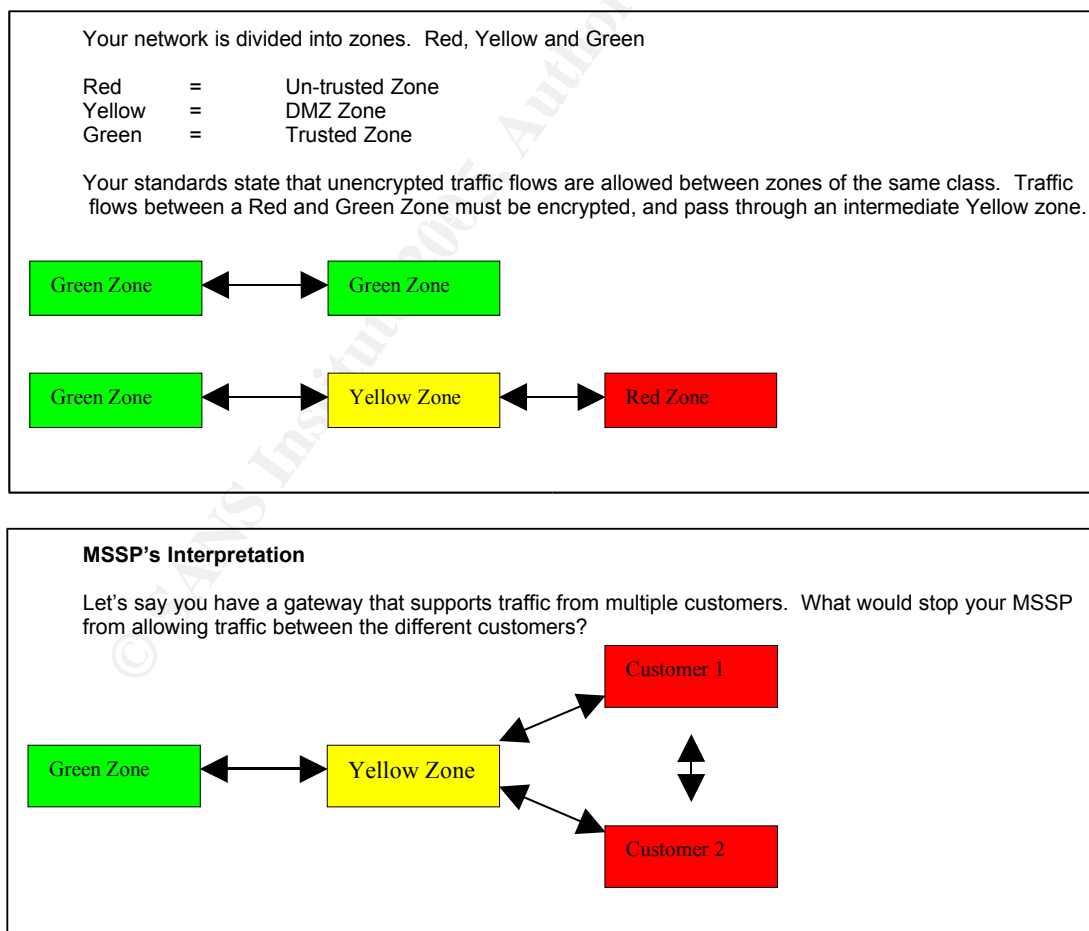 Your network is divided into zones.  Red, Yellow and Green
Red = Un-trusted Zone
Yellow = DMZ Zone
Green = Trusted Zone
Your standards state that unencrypted traffic flows are allowed between zones of the same class.  Traffic
flows between a Red and Green Zone must be encrypted, and pass through an intermediate Yellow zone.
Green Zone
Green Zone
Green Zone
Yellow Zone
Red Zone
MSSP's Interpretation
Let's say you have a gateway that supports traffic from multiple customers.  What would stop your MSSP
from allowing traffic between the different customers?
Customer 1
Green Zone
Yellow Zone
Customer 2
© SANS Institute 2005, Author